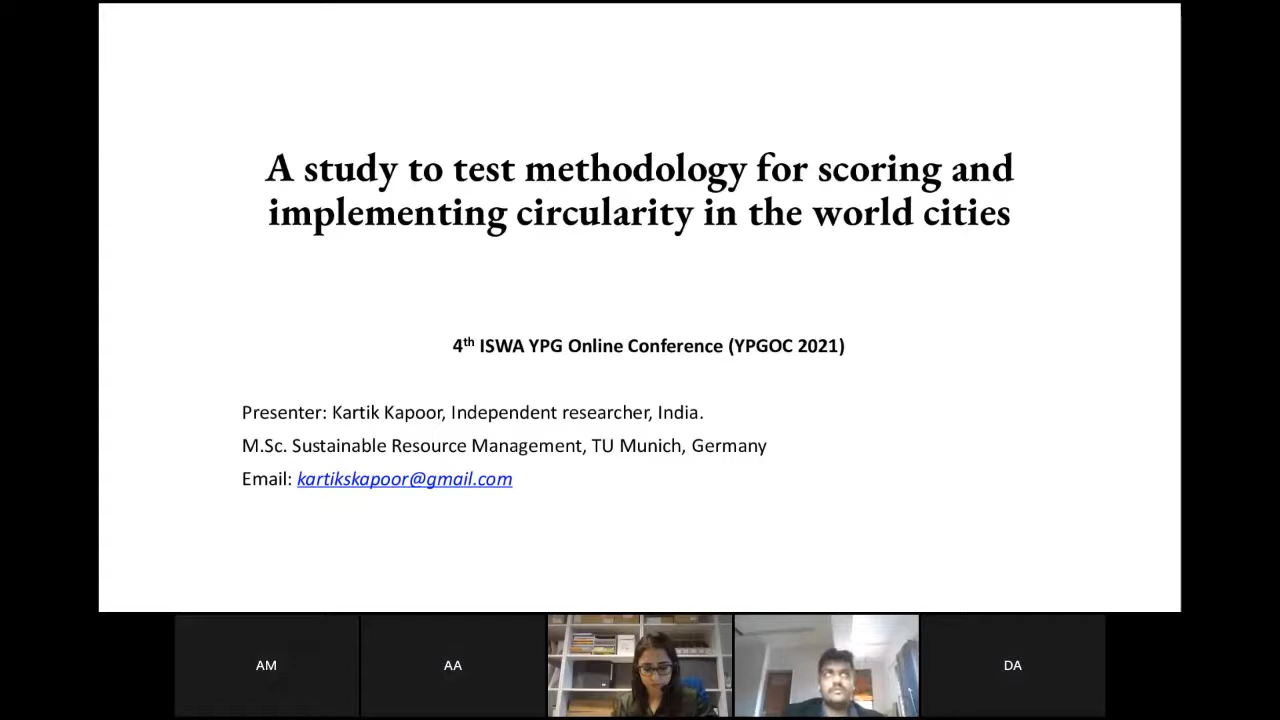 A study to test methodology for scoring and
implementing circularity in the world cities
4th ISWA YPG Online Conference (YPGOC 2021)
Presenter: Kartik Kapoor, Independent researcher, India.
M.Sc. Sustainable Resource Management, TU Munich, Germany
Email: kartikskapoor@gmail.com
AM
AA
DA